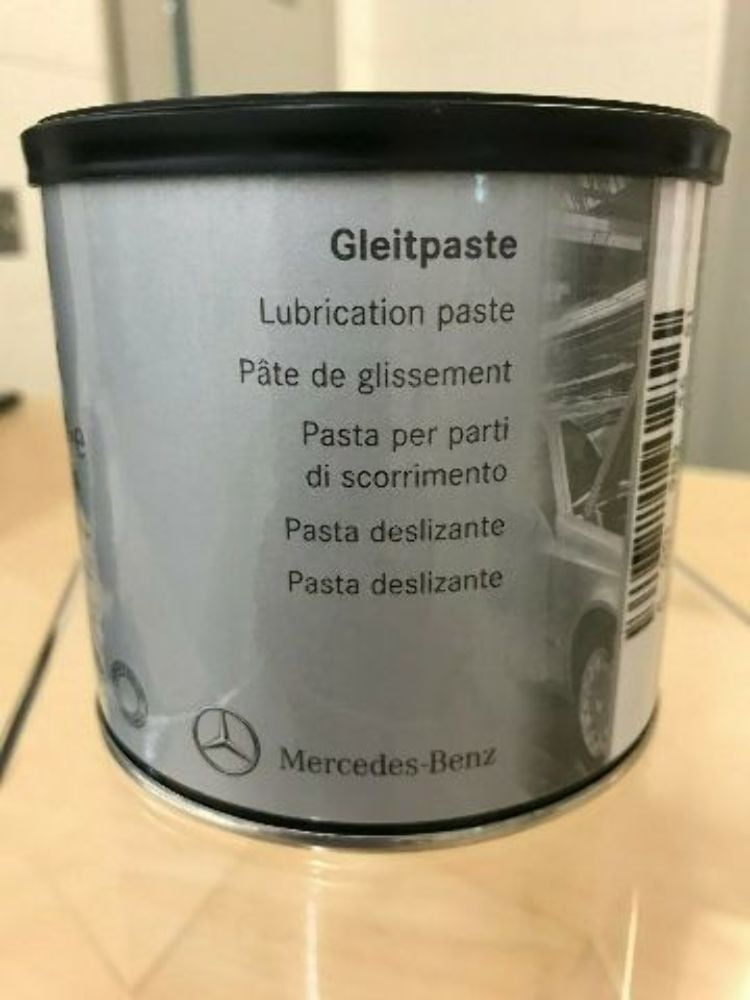 Gleitpaste
Lubrication paste
Pâte de glissement
Pasta per parti
di scorrimento
Pasta deslizante
Pasta deslizante
Mercedes-Benz